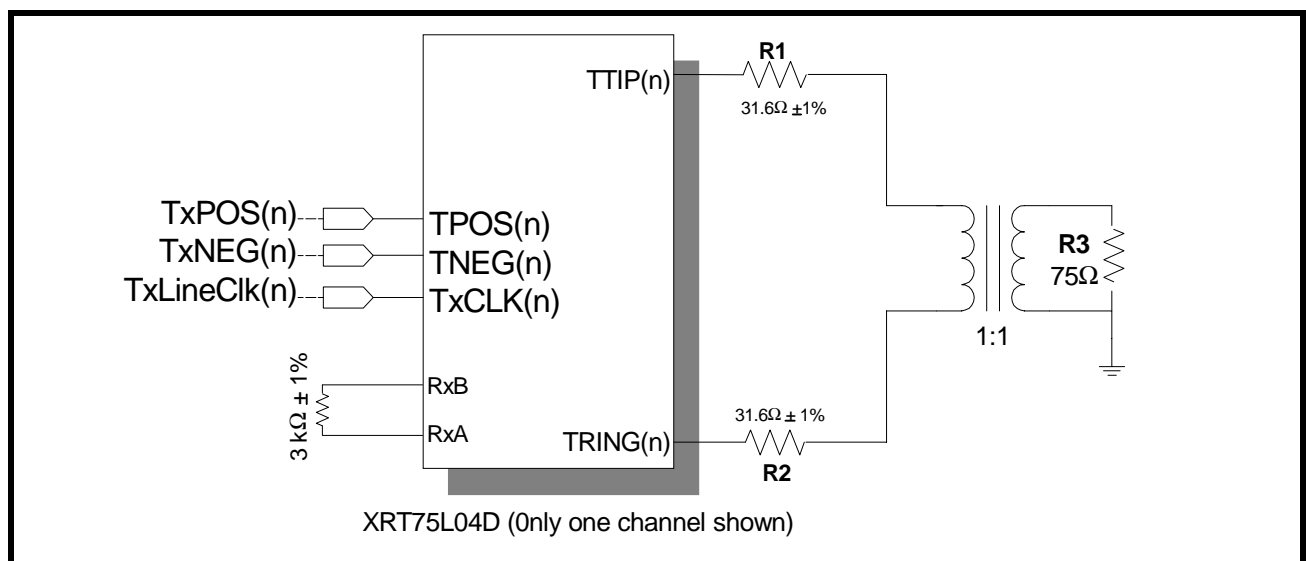 R1
TTIP(n)
31.6Ω ±1%
TxPOS(n)
TPOS(n)
TxNEG(n)
TNEG(n)
TxLineClk(n)
TxCLK(n)
R3
75Ω
1:1
3 kΩ ± 1%
RxB
RxA
31.6Ω ± 1%
TRING(n)
R2
XRT75L04D (0nly one channel shown)